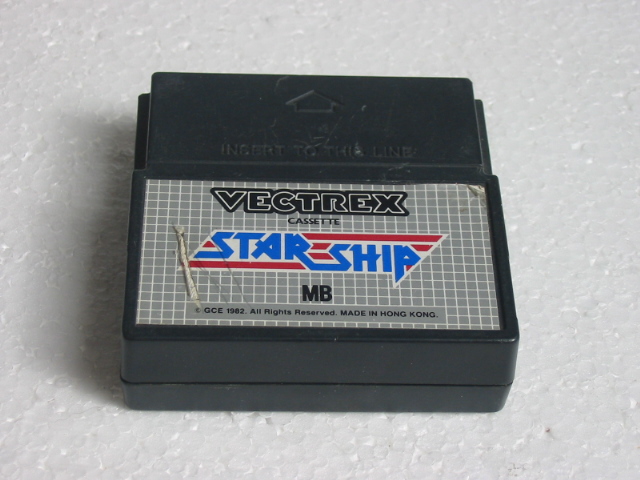 INSERT TO THIS LINE
VECTREX
CASSETTE
STAR SHIP
MB
© GCE 1982. All Rights Reserved. MADE IN HONG KONG.